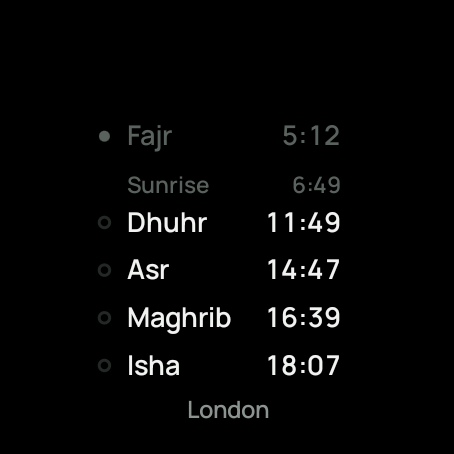 Fajr 5:12
Sunrise 6:49
Dhuhr 11:49
Asr 14:47
Maghrib 16:39
Isha 18:07
London